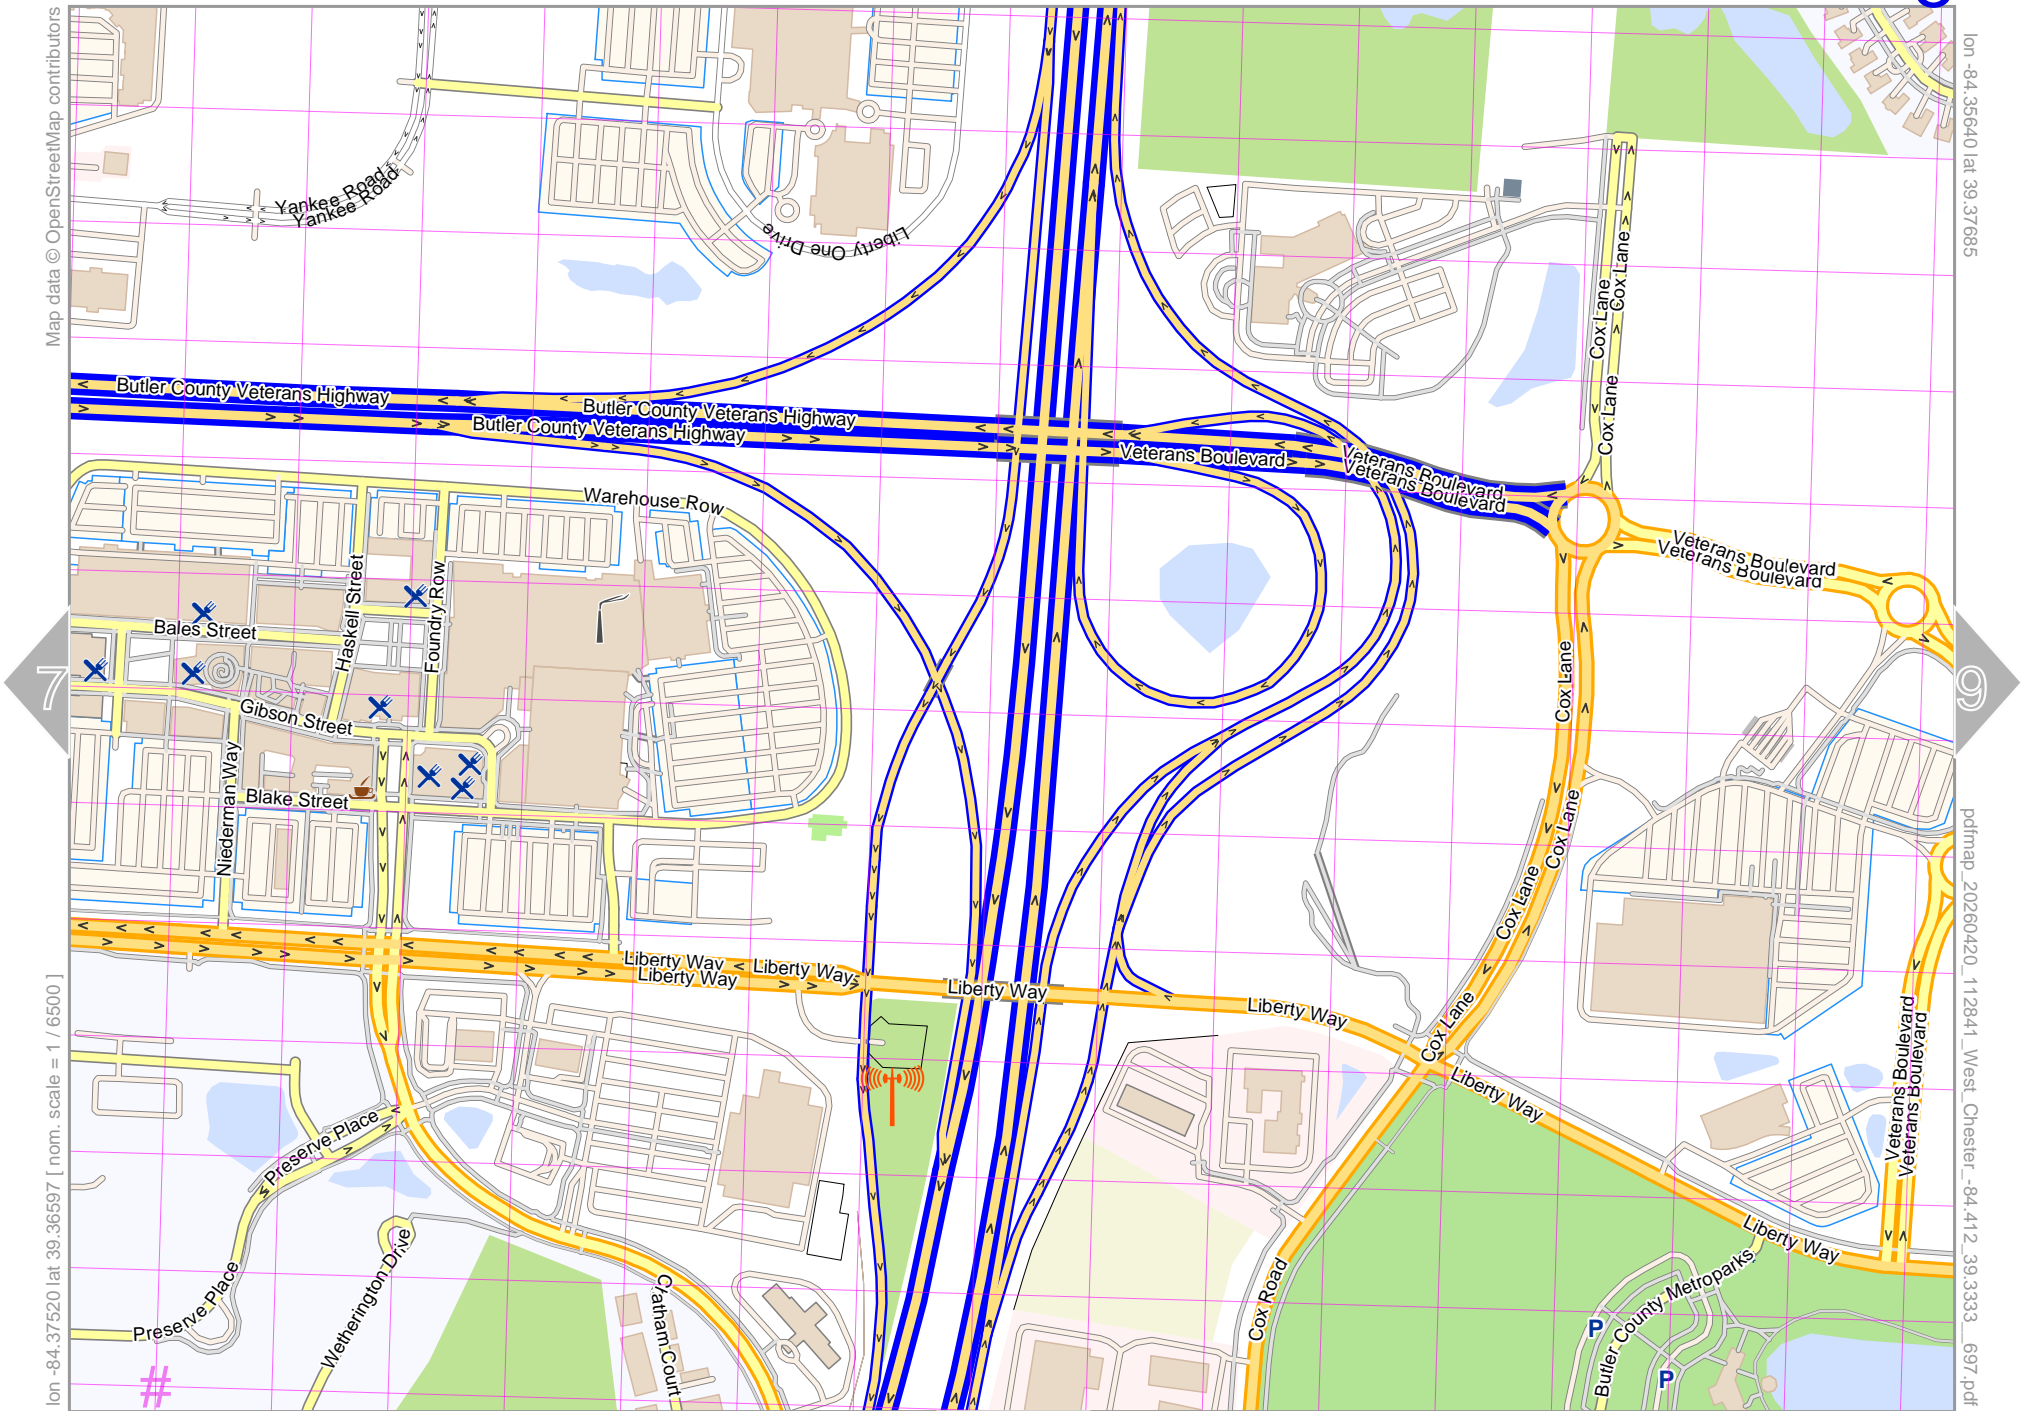 Map data © OpenStreetMap contributors
lon -84.37520 lat 39.36597 [ nom. scale = 1 / 6500 ]
lon -84.35640 lat 39.37685
pdfmap_20260420_112841_West_Chester_-84.412_39.3333__697.pdf
7
9
Yankee Road
Yankee Road
Liberty One Drive
Cox Lane
Cox Lane
Cox Lane
Butler County Veterans Highway
Butler County Veterans Highway
Butler County Veterans Highway
Veterans Boulevard
Veterans Boulevard
Veterans Boulevard
Veterans Boulevard
Veterans Boulevard
Warehouse Row
Haskell Street
Foundry Row
Bales Street
Gibson Street
Niederman Way
Blake Street
Cox Lane
Cox Lane
Cox Lane
Cox Lane
Liberty Way
Liberty Way
Liberty Way
Liberty Way
Liberty Way
Liberty Way
Liberty Way
Veterans Boulevard
Veterans Boulevard
Preserve Place
Preserve Place
Wetherington Drive
Chatham Court
Cox Road
Butler County Metroparks
P
P
#